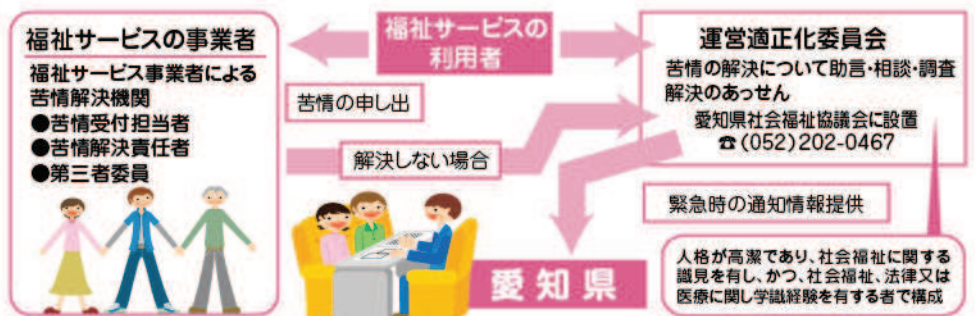 福祉サービスの事業者
福祉サービス事業者による
苦情解決機関
●苦情受付担当者
●苦情解決責任者
●第三者委員
福祉サービスの
利用者
苦情の申し出
解決しない場合
運営適正化委員会
苦情の解決について助言・相談・調査
解決のあっせん
愛知県社会福祉協議会に設置
☎(052)202-0467
緊急時の通知情報提供
愛知県
人格が高潔であり、社会福祉に関する
識見を有し、かつ、社会福祉、法律又は
医療に関し学識経験を有する者で構成